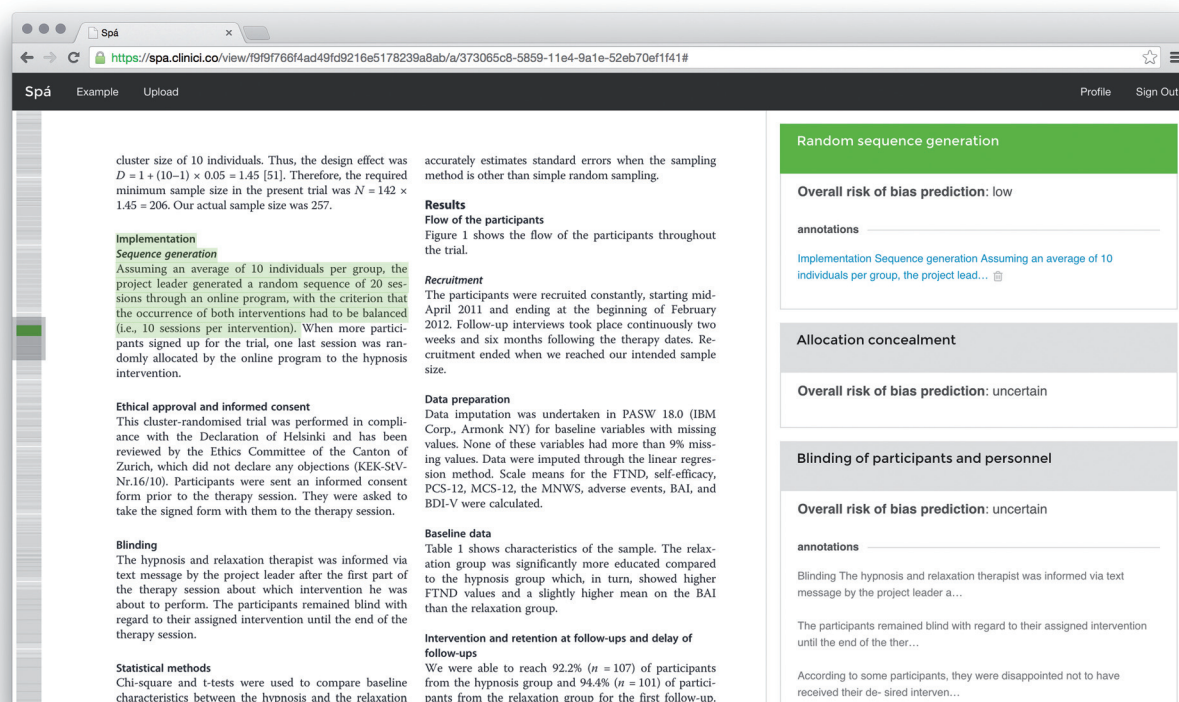 Spá
https://spa.clinici.co/view/f9f9f766f4ad49fd9216e5178239a8ab/a/373065c8-5859-11e4-9a1e-52eb70ef1f41#
Spá Example Upload Profile Sign Out
cluster size of 10 individuals. Thus, the design effect was
D = 1 + (10–1) × 0.05 = 1.45 [51]. Therefore, the required
minimum sample size in the present trial was N = 142 ×
1.45 = 206. Our actual sample size was 257.
Implementation
Sequence generation
Assuming an average of 10 individuals per group, the
project leader generated a random sequence of 20 ses-
sions through an online program, with the criterion that
the occurrence of both interventions had to be balanced
(i.e., 10 sessions per intervention). When more partici-
pants signed up for the trial, one last session was ran-
domly allocated by the online program to the hypnosis
intervention.
Ethical approval and informed consent
This cluster-randomised trial was performed in compli-
ance with the Declaration of Helsinki and has been
reviewed by the Ethics Committee of the Canton of
Zurich, which did not declare any objections (KEK-StV-
Nr.16/10). Participants were sent an informed consent
form prior to the therapy session. They were asked to
take the signed form with them to the therapy session.
Blinding
The hypnosis and relaxation therapist was informed via
text message by the project leader after the first part of
the therapy session about which intervention he was
about to perform. The participants remained blind with
regard to their assigned intervention until the end of the
therapy session.
Statistical methods
Chi-square and t-tests were used to compare baseline
characteristics between the hypnosis and the relaxation
accurately estimates standard errors when the sampling
method is other than simple random sampling.
Results
Flow of the participants
Figure 1 shows the flow of the participants throughout
the trial.
Recruitment
The participants were recruited constantly, starting mid-
April 2011 and ending at the beginning of February
2012. Follow-up interviews took place continuously two
weeks and six months following the therapy dates. Re-
cruitment ended when we reached our intended sample
size.
Data preparation
Data imputation was undertaken in PASW 18.0 (IBM
Corp., Armonk NY) for baseline variables with missing
values. None of these variables had more than 9% miss-
ing values. Data were imputed through the linear regres-
sion method. Scale means for the FTND, self-efficacy,
PCS-12, MCS-12, the MNWS, adverse events, BAI, and
BDI-V were calculated.
Baseline data
Table 1 shows characteristics of the sample. The relax-
ation group was significantly more educated compared
to the hypnosis group which, in turn, showed higher
FTND values and a slightly higher mean on the BAI
than the relaxation group.
Intervention and retention at follow-ups and delay of
follow-ups
We were able to reach 92.2% (n = 107) of participants
from the hypnosis group and 94.4% (n = 101) of partici-
pants from the relaxation group for the first follow-up.
Random sequence generation
Overall risk of bias prediction: low
annotations
Implementation Sequence generation Assuming an average of 10
individuals per group, the project lead…
Allocation concealment
Overall risk of bias prediction: uncertain
Blinding of participants and personnel
Overall risk of bias prediction: uncertain
annotations
Blinding The hypnosis and relaxation therapist was informed via text
message by the project leader a…
The participants remained blind with regard to their assigned intervention
until the end of the ther…
According to some participants, they were disappointed not to have
received their de- sired interven…